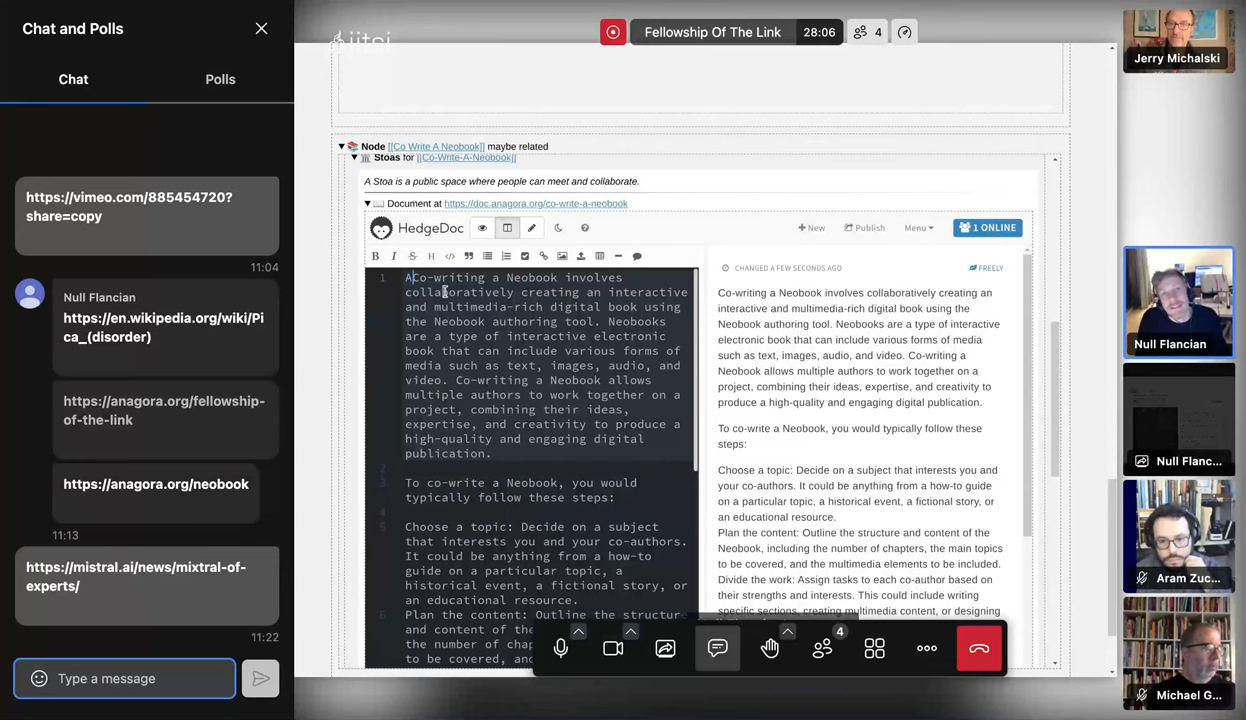 Chat and Polls
Chat
Polls
https://vimeo.com/885454720?
share=copy
11:04
Null Flancian
https://en.wikipedia.org/wiki/Pi
ca_(disorder)
https://anagora.org/fellowship-
of-the-link
https://anagora.org/neobook
11:13
https://mistral.ai/news/mixtral-of-
experts/
11:22
Type a message
jitsi
Fellowship Of The Link
28:06
4
Node [[Co Write A Neobook]] maybe related
Stoas for [[Co-Write-A-Neobook]]
A Stoa is a public space where people can meet and collaborate.
Document at https://doc.anagora.org/co-write-a-neobook
HedgeDoc
New
Publish
Menu
1 ONLINE
B I S H
1
ACo-writing a Neobook involves
collaboratively creating an interactive
and multimedia-rich digital book using
the Neobook authoring tool. Neobooks
are a type of interactive electronic
book that can include various forms of
media such as text, images, audio, and
video. Co-writing a Neobook allows
multiple authors to work together on a
project, combining their ideas,
expertise, and creativity to produce a
high-quality and engaging digital
publication.
2
3
To co-write a Neobook, you would
typically follow these steps:
4
5
Choose a topic: Decide on a subject
that interests you and your co-authors.
It could be anything from a how-to
guide on a particular topic, a
historical event, a fictional story, or
an educational resource.
6
Plan the content: Outline the structure
and content of the
the number of chap
to be covered, and
CHANGED A FEW SECONDS AGO
FREELY
Co-writing a Neobook involves collaboratively creating an
interactive and multimedia-rich digital book using the
Neobook authoring tool. Neobooks are a type of interactive
electronic book that can include various forms of media
such as text, images, audio, and video. Co-writing a
Neobook allows multiple authors to work together on a
project, combining their ideas, expertise, and creativity to
produce a high-quality and engaging digital publication.
To co-write a Neobook, you would typically follow these
steps:
Choose a topic: Decide on a subject that interests you and
your co-authors. It could be anything from a how-to guide
on a particular topic, a historical event, a fictional story, or
an educational resource.
Plan the content: Outline the structure and content of the
Neobook, including the number of chapters, the main topics
to be covered, and the multimedia elements to be included.
Divide the work: Assign tasks to each co-author based on
their strengths and interests. This could include writing
specific sections, creating multimedia content, or designing
4
Jerry Michalski
Null Flancian
Null Flanc...
Aram Zuc...
Michael G...